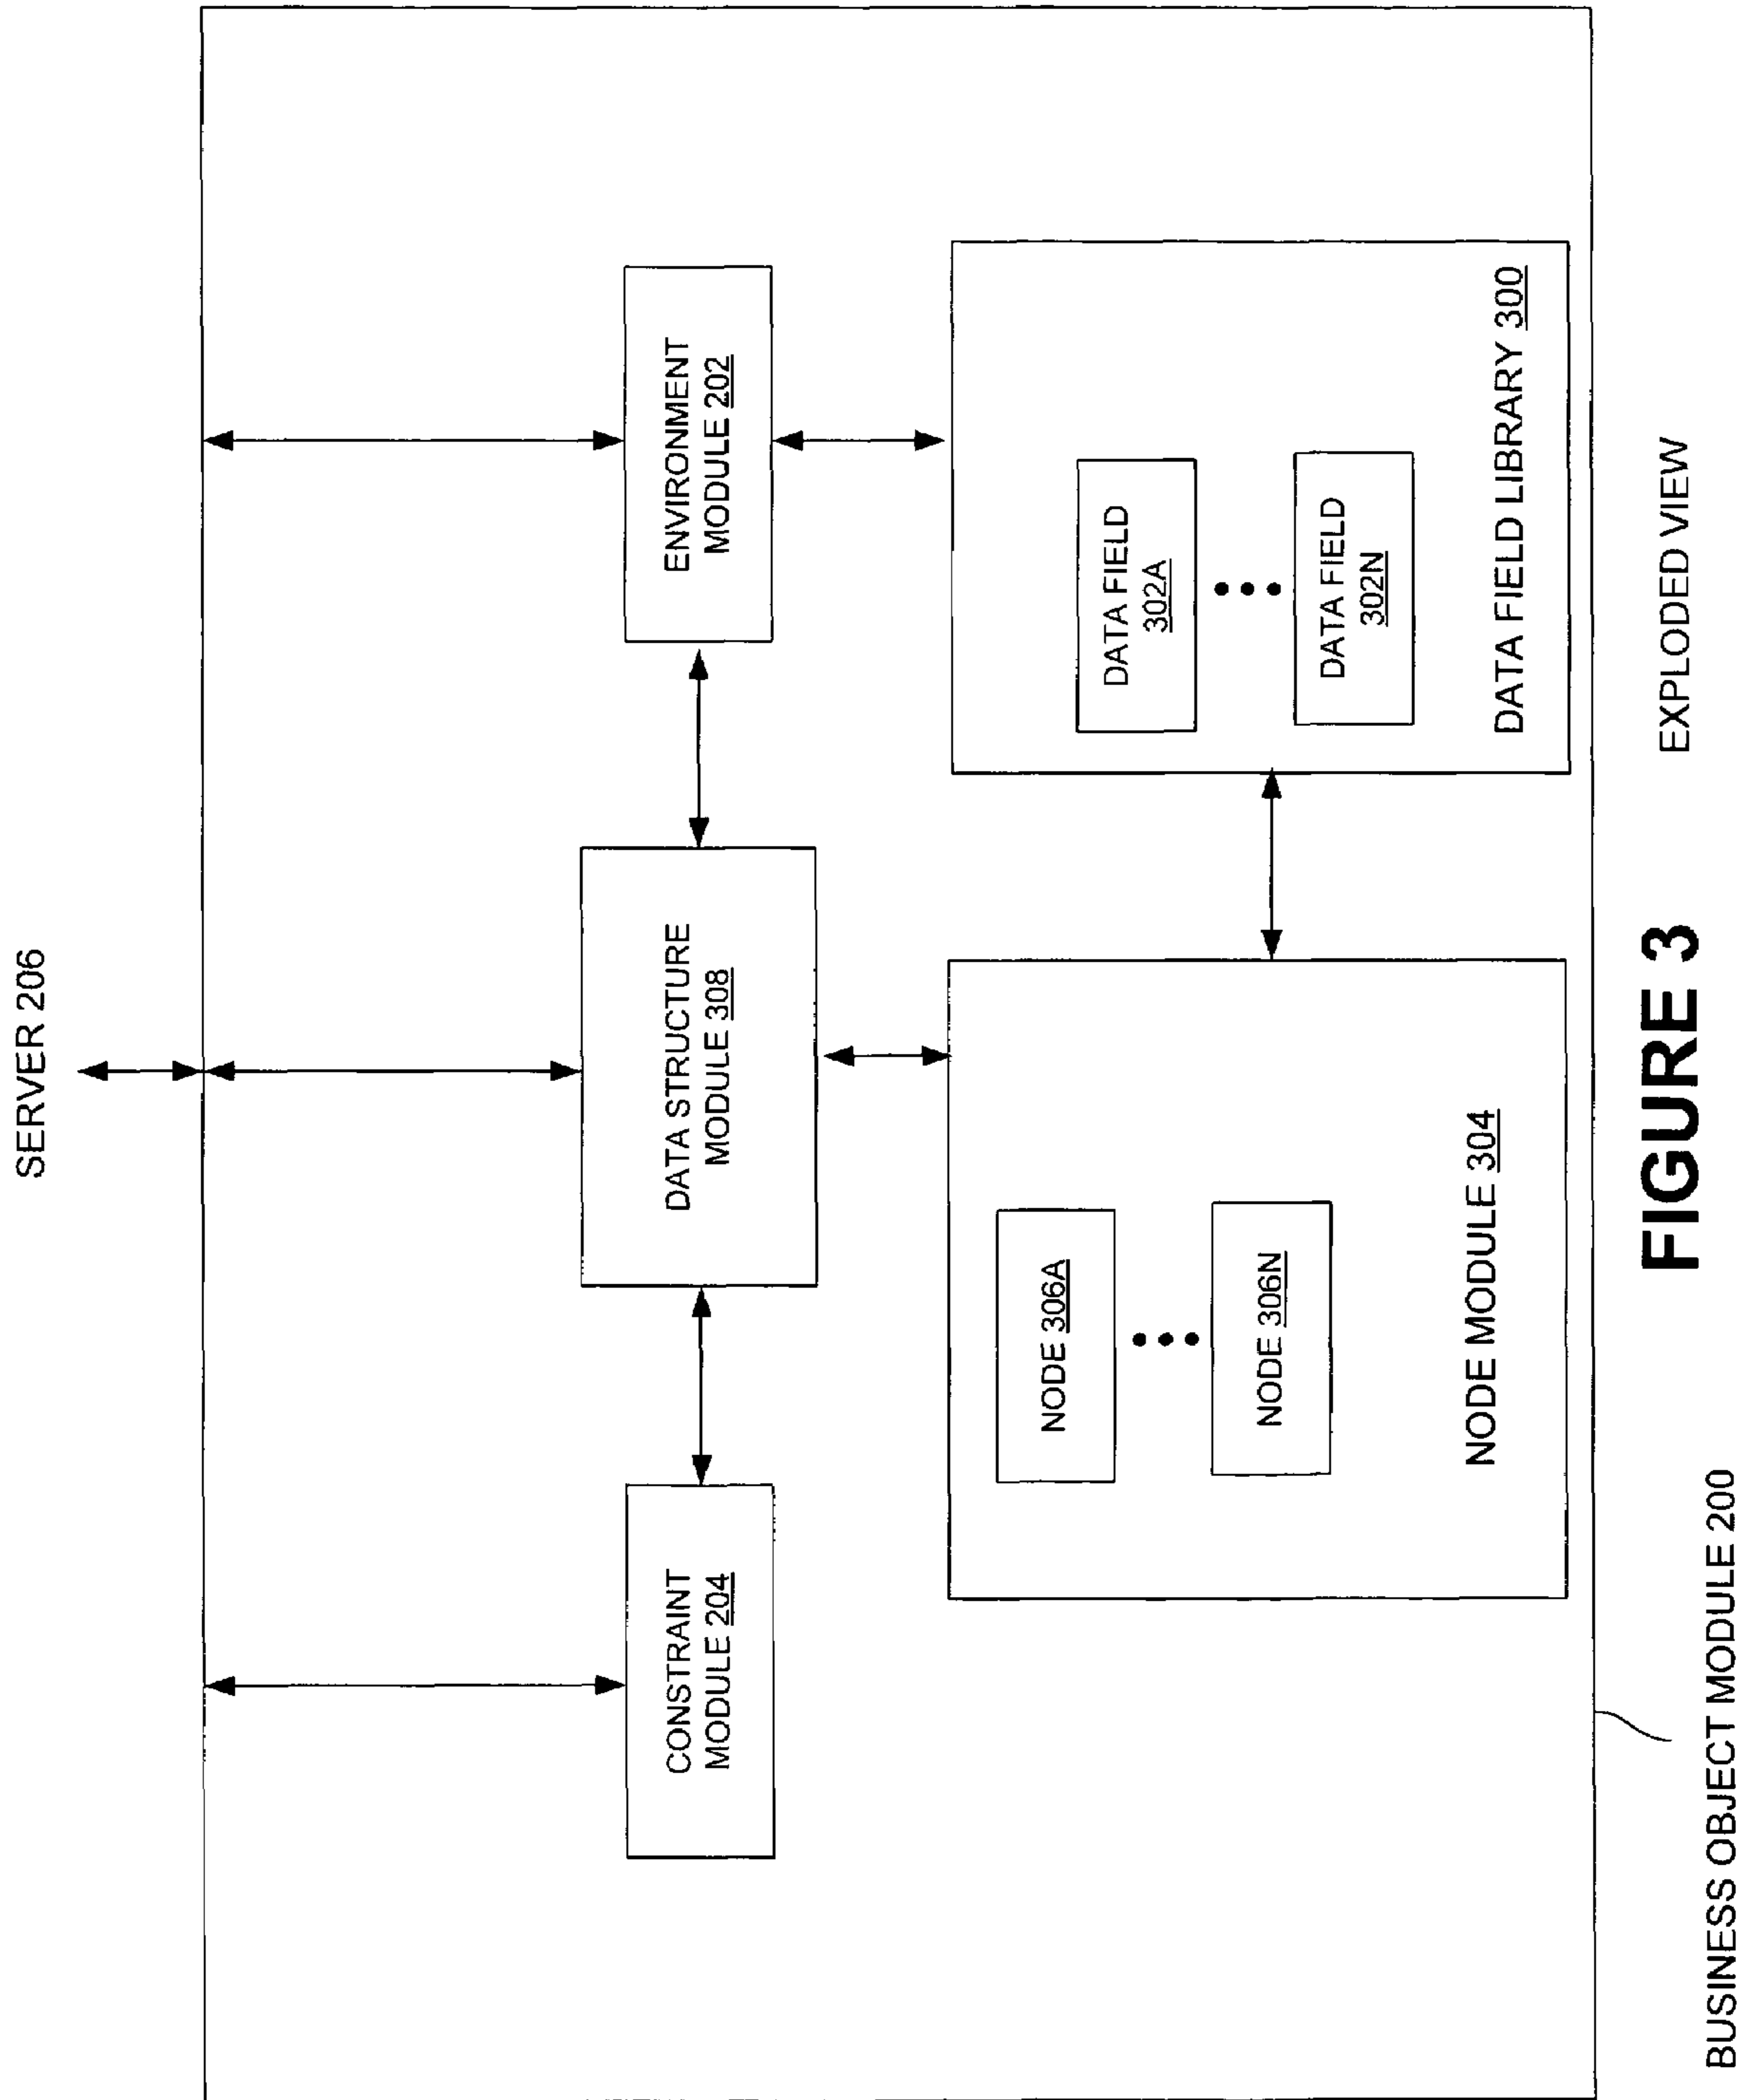 SERVER 206
CONSTRAINT
MODULE 204
DATA STRUCTURE
MODULE 308
ENVIRONMENT
MODULE 202
NODE 306A
NODE 306N
NODE MODULE 304
DATA FIELD
302A
DATA FIELD
302N
DATA FIELD LIBRARY 300
BUSINESS OBJECT MODULE 200
FIGURE 3
EXPLODED VIEW